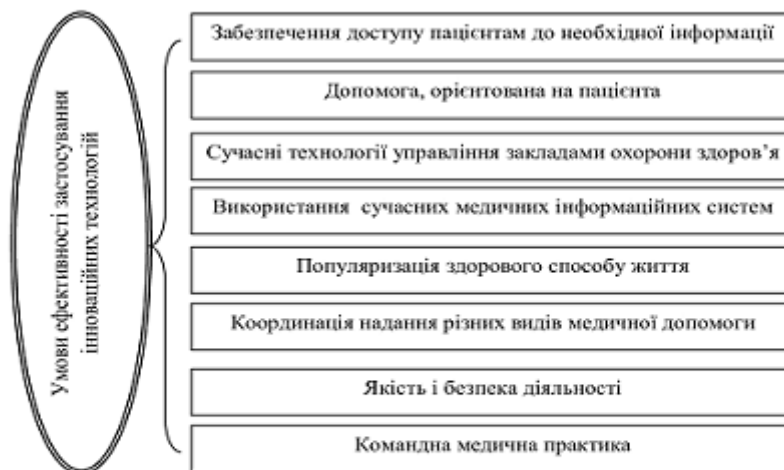 Умови ефективності застосування
інноваційних технологій
Забезпечення доступу пацієнтам до необхідної інформації
Допомога, орієнтована на пацієнта
Сучасні технології управління закладами охорони здоров’я
Використання сучасних медичних інформаційних систем
Популяризація здорового способу життя
Координація надання різних видів медичної допомоги
Якість і безпека діяльності
Командна медична практика